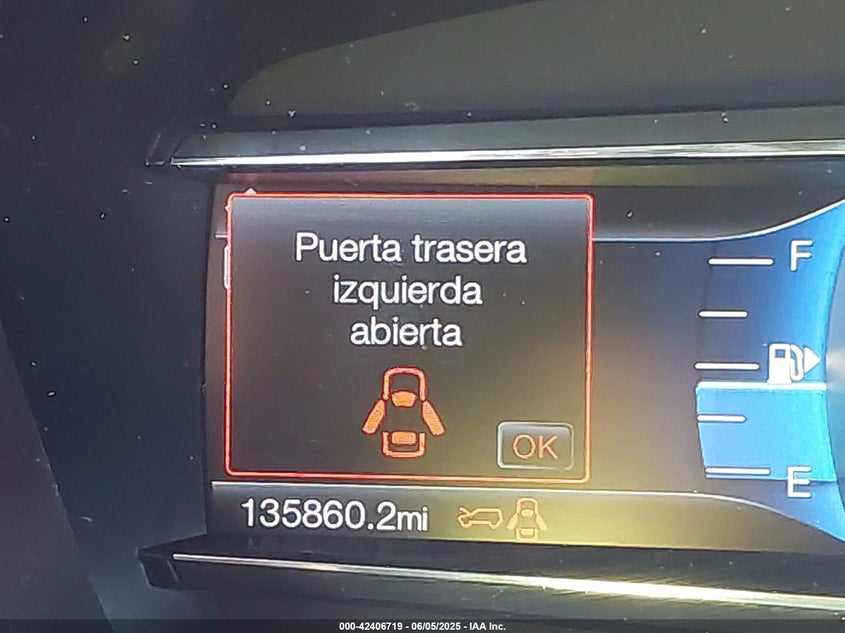 Puerta trasera
izquierda
abierta
OK
F
E
135860.2mi
000-42406719 - 06/05/2025 - IAA Inc.